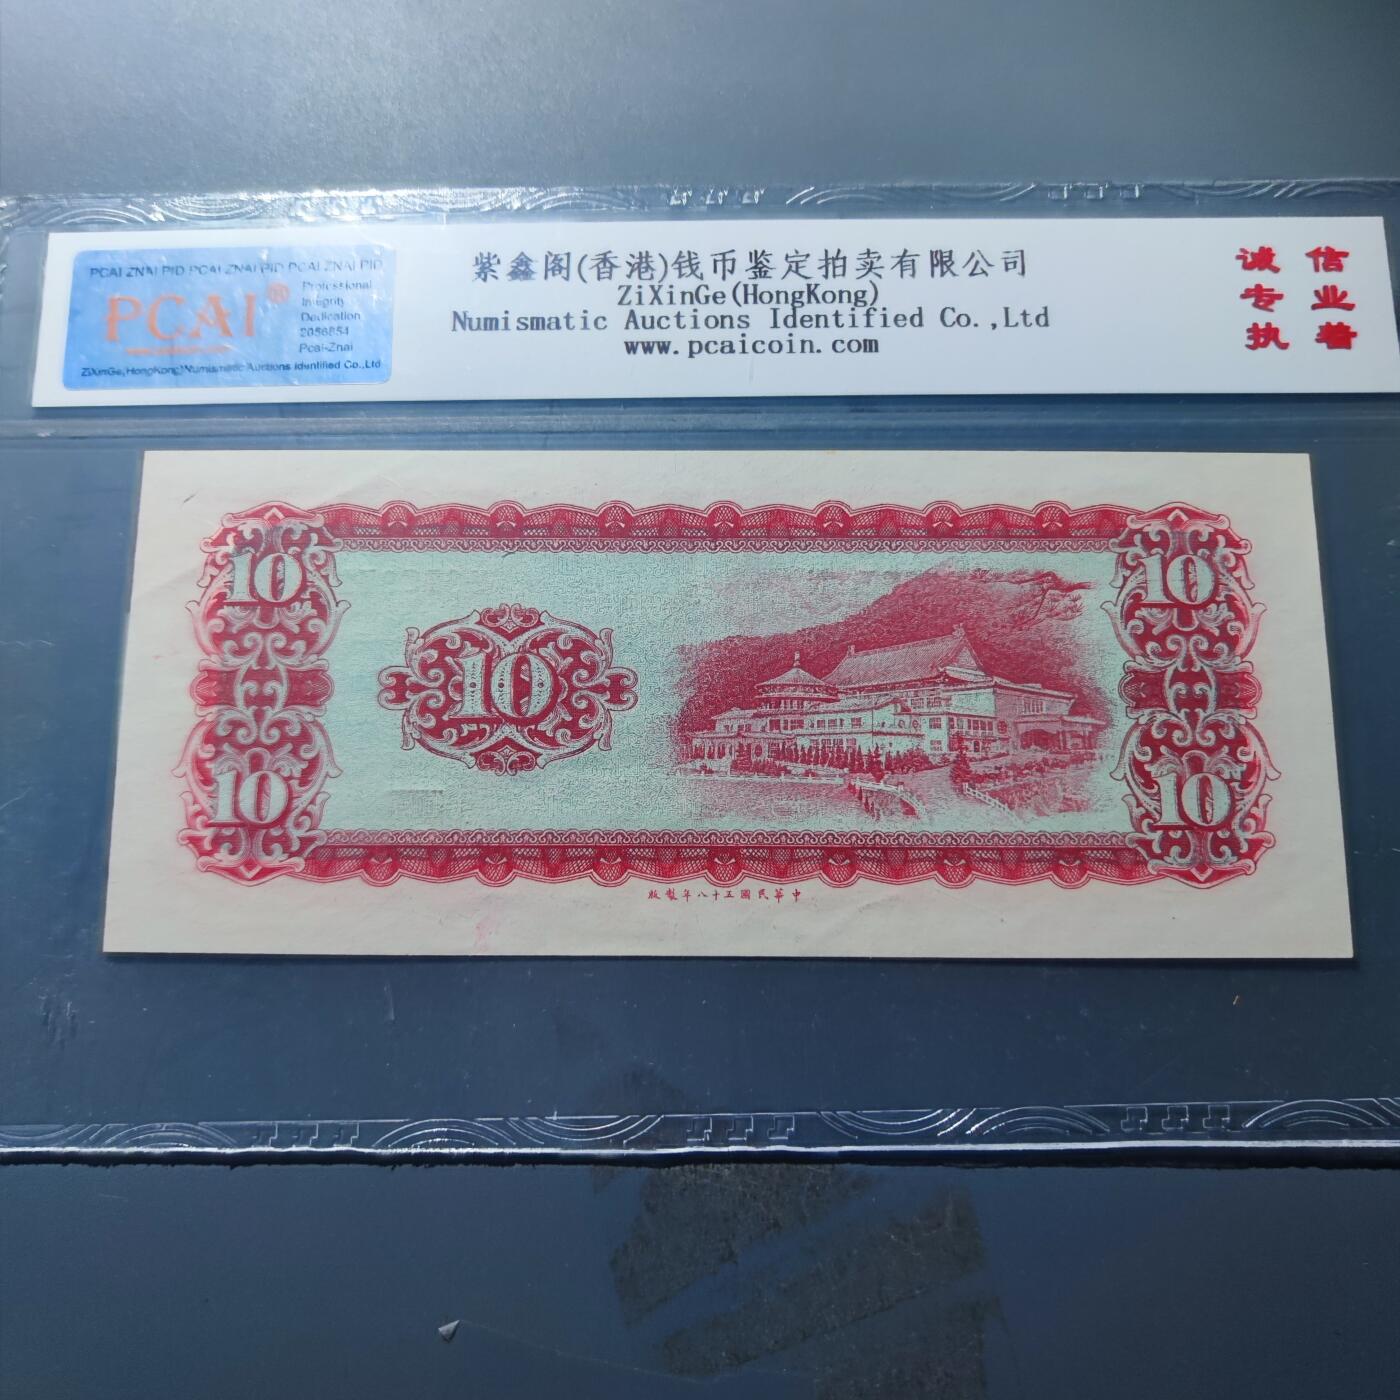 PCAI ZNAI PID PCAI ZNAI PID PCAI ZNAI PID
PCAI®
Professional
Integrity
Dedication
2056854
Pcai-Znai
ZiXinGe(HongKong)Numismatic Auctions Identified Co.,Ltd
紫鑫阁(香港)钱币鉴定拍卖有限公司
ZiXinGe(HongKong)
Numismatic Auctions Identified Co.,Ltd
www.pcaicoin.com
诚信
专业
执着
10
10
10
10
10
版製年八十五國民華中